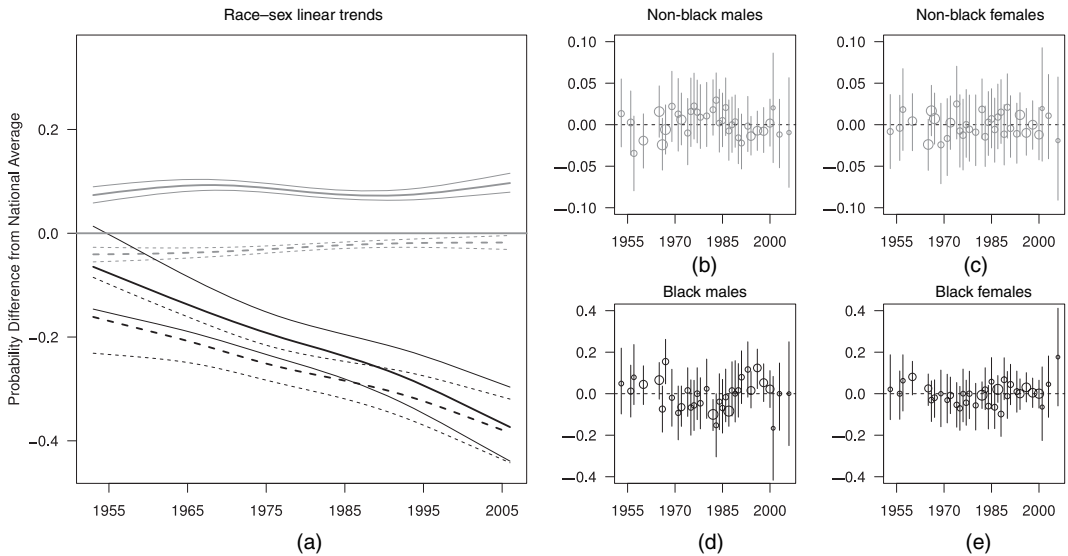 Race–sex linear trends
Probability Difference from National Average
0.2
0.0
−0.2
−0.4
1955 1965 1975 1985 1995 2005
(a)
Non-black males
0.10
0.05
0.00
−0.05
−0.10
1955 1970 1985 2000
(b)
Non-black females
0.10
0.05
0.00
−0.05
−0.10
1955 1970 1985 2000
(c)
Black males
0.4
0.2
0.0
−0.2
−0.4
1955 1970 1985 2000
(d)
Black females
0.4
0.2
0.0
−0.2
−0.4
1955 1970 1985 2000
(e)